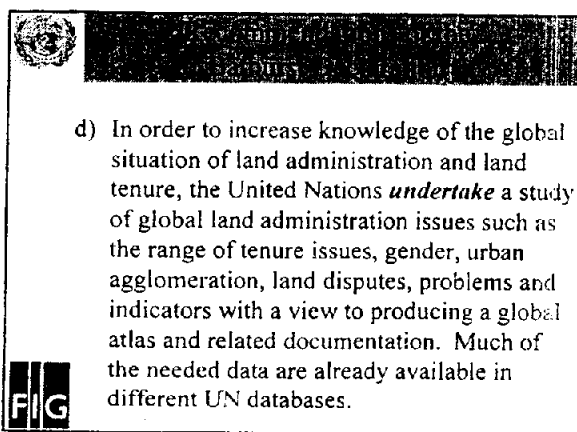 d) In order to increase knowledge of the global
situation of land administration and land
tenure, the United Nations undertake a study
of global land administration issues such as
the range of tenure issues, gender, urban
agglomeration, land disputes, problems and
indicators with a view to producing a global
atlas and related documentation. Much of
the needed data are already available in
different UN databases.
FIG